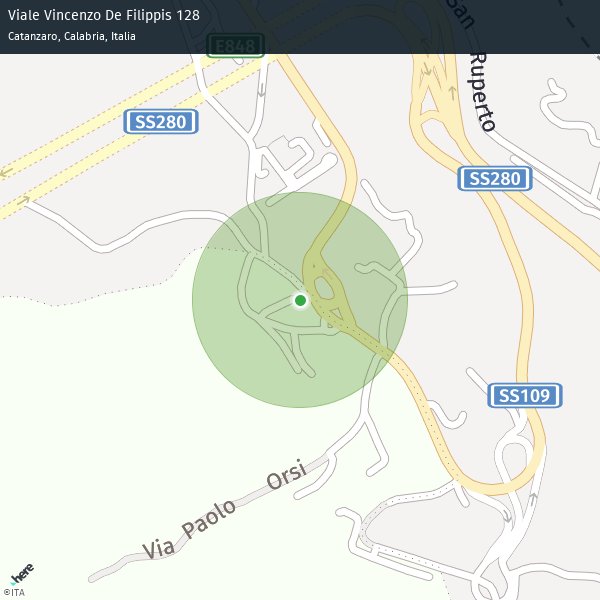 Viale Vincenzo De Filippis 128
Catanzaro, Calabria, Italia
E848
San Ruperto
SS280
SS280
SS109
Via Paolo Orsi
here
©ITA